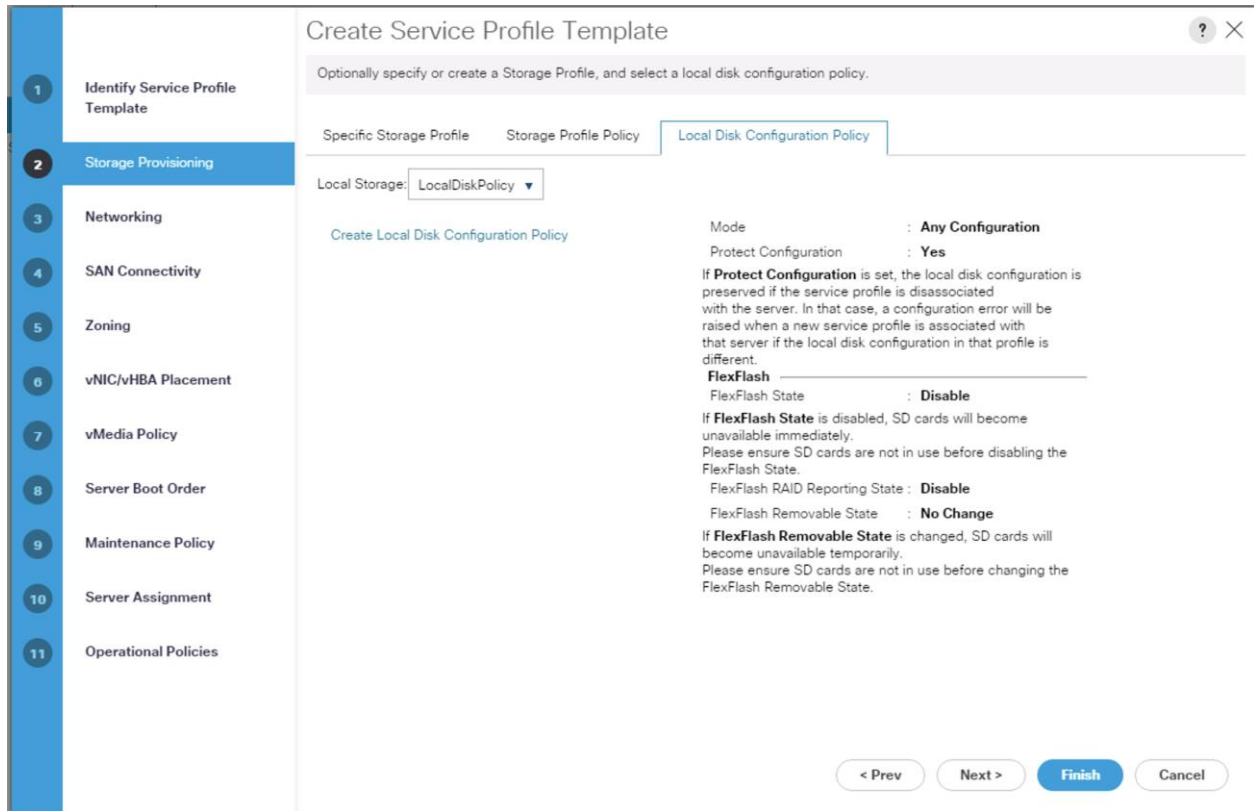 Create Service Profile Template
?
Optionally specify or create a Storage Profile, and select a local disk configuration policy.
1 Identify Service Profile
Template
2 Storage Provisioning
3 Networking
4 SAN Connectivity
5 Zoning
6 vNIC/vHBA Placement
7 vMedia Policy
8 Server Boot Order
9 Maintenance Policy
10 Server Assignment
11 Operational Policies
Specific Storage Profile Storage Profile Policy Local Disk Configuration Policy
Local Storage: LocalDiskPolicy ▼
Create Local Disk Configuration Policy
Mode : Any Configuration
Protect Configuration : Yes
If Protect Configuration is set, the local disk configuration is
preserved if the service profile is disassociated
with the server. In that case, a configuration error will be
raised when a new service profile is associated with
that server if the local disk configuration in that profile is
different.
FlexFlash
FlexFlash State : Disable
If FlexFlash State is disabled, SD cards will become
unavailable immediately.
Please ensure SD cards are not in use before disabling the
FlexFlash State.
FlexFlash RAID Reporting State : Disable
FlexFlash Removable State : No Change
If FlexFlash Removable State is changed, SD cards will
become unavailable temporarily.
Please ensure SD cards are not in use before changing the
FlexFlash Removable State.
< Prev Next > Finish Cancel